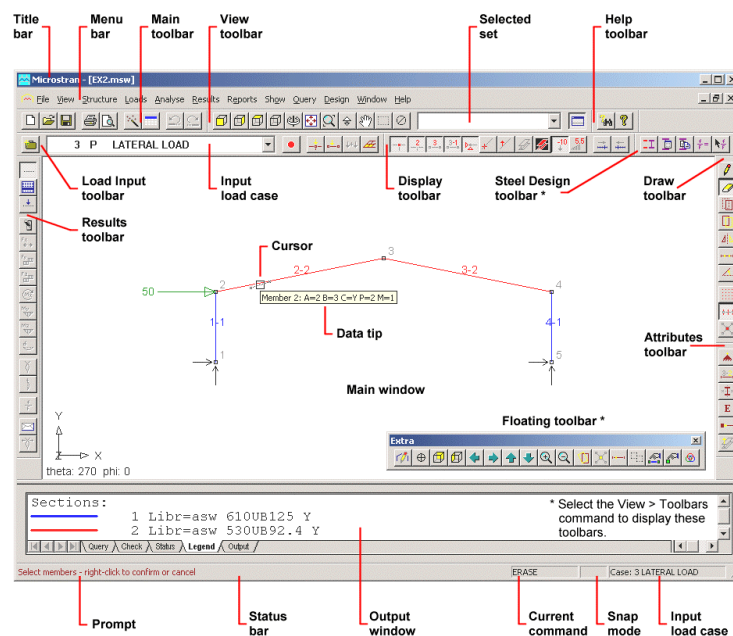 Title bar
Menu bar
Main toolbar
View toolbar
Selected set
Help toolbar
Microstran - [EX2.msw]
File View Structure Loads Analyse Results Reports Show Query Design Window Help
3 P LATERAL LOAD
Load Input toolbar
Input load case
Display toolbar
Steel Design toolbar *
Draw toolbar
Results toolbar
Cursor
3
2-2
3-2
2
4
50
Member 2: A=2 B=3 C=Y P=2 M=1
1-1
4-1
Data tip
Attributes toolbar
1
5
Main window
Y
Z
X
theta: 270 phi: 0
Floating toolbar *
Extra
Sections:
1 Libr=asw 610UB125 Y
2 Libr=asw 530UB92.4 Y
* Select the View > Toolbars
command to display these
toolbars.
Query Check Status Legend Output
Select members - right-click to confirm or cancel
ERASE
Case: 3 LATERAL LOAD
Prompt
Status bar
Output window
Current command
Snap mode
Input load case